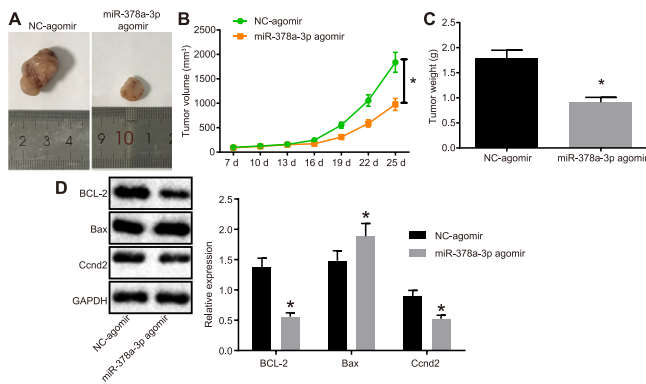 A
NC-agomir
miR-378a-3p
agomir
2 3 4
9 10 1 2
B
NC-agomir
miR-378a-3p agomir
Tumor volume (mm³)
2500
2000
1500
1000
500
0
7 d 10 d 13 d 16 d 19 d 22 d 25 d
*
C
Tumor weight (g)
2.5
2.0
1.5
1.0
0.5
0.0
*
NC-agomir miR-378a-3p agomir
D
BCL-2
Bax
Ccnd2
GAPDH
NC-agomir
miR-378a-3p agomir
Relative expression
2.5
2.0
1.5
1.0
0.5
0.0
* * *
BCL-2 Bax Ccnd2
NC-agomir
miR-378a-3p agomir